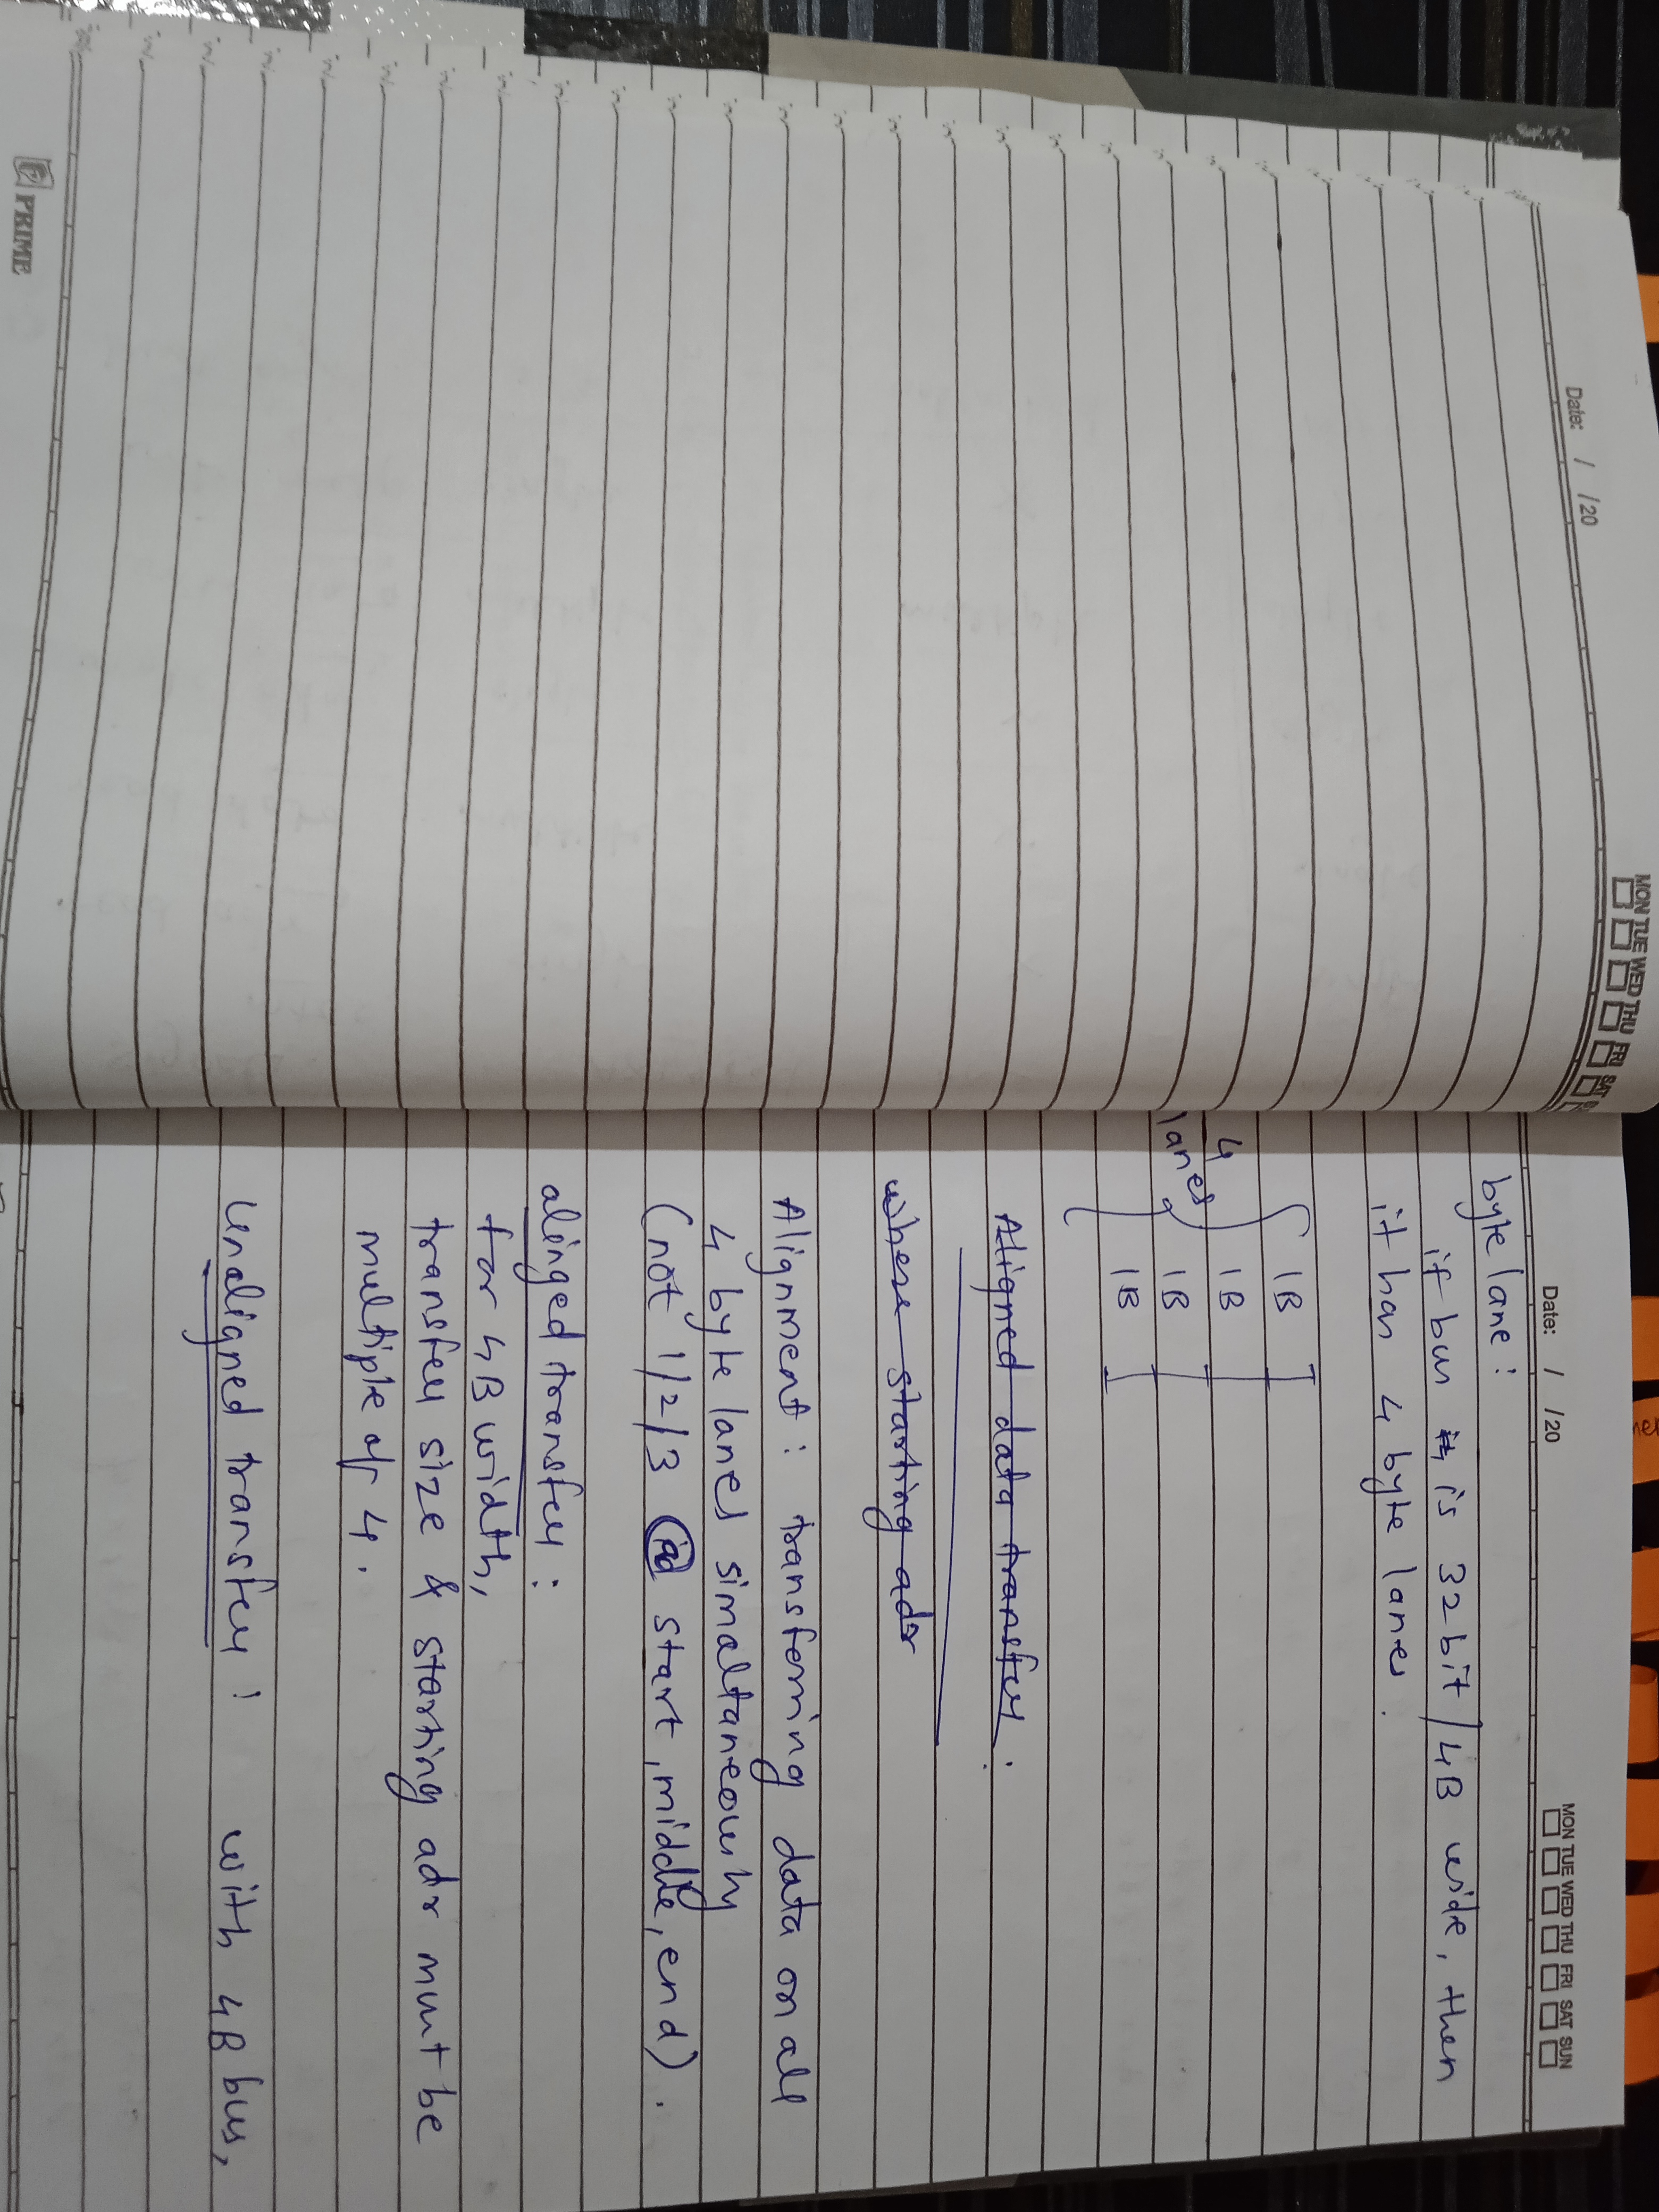 Date: / /20 MON TUE WED THU FRI SAT
PRIME
Date: / /20 MON TUE WED THU FRI SAT SUN
byte lane :
if bus is 32 bit / 4B wide, then
it has 4 byte lanes.
4
lanes
1B
1B
1B
1B
Aligned data transfer :
where starting adr
Alignment : transferring data on all
4 byte lanes simaltaneously
(not 1/2/3 @ start, middle, end).
alinged transfer :
for 4B width,
transfer size & starting adr must be
multiple of 4.
Unaligned transfer : with 4B bus,